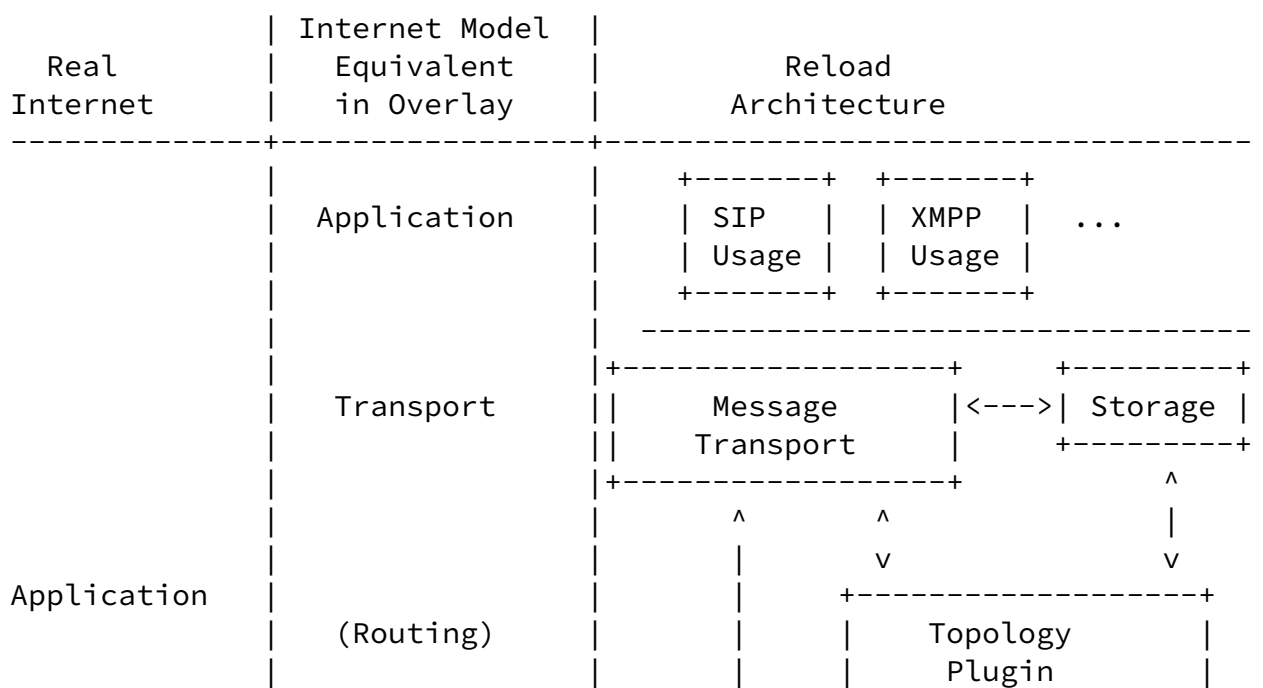 | Internet Model  |
  Real        |   Equivalent    |          Reload
Internet      |   in Overlay    |       Architecture
--------------+-----------------+------------------------------------
              |                 |    +-------+  +-------+
              |  Application    |    | SIP   |  | XMPP  |  ...
              |                 |    | Usage |  | Usage |
              |                 |    +-------+  +-------+
              |                 |  ----------------------------------
              |                 |+------------------+     +---------+
              |   Transport     ||     Message      |<--->| Storage |
              |                 ||    Transport     |     +---------+
              |                 |+------------------+           ^
              |                 |       ^       ^               |
              |                 |       |       v               v
Application   |                 |       |     +-------------------+
              |   (Routing)     |       |     |    Topology       |
              |                 |       |     |     Plugin        |